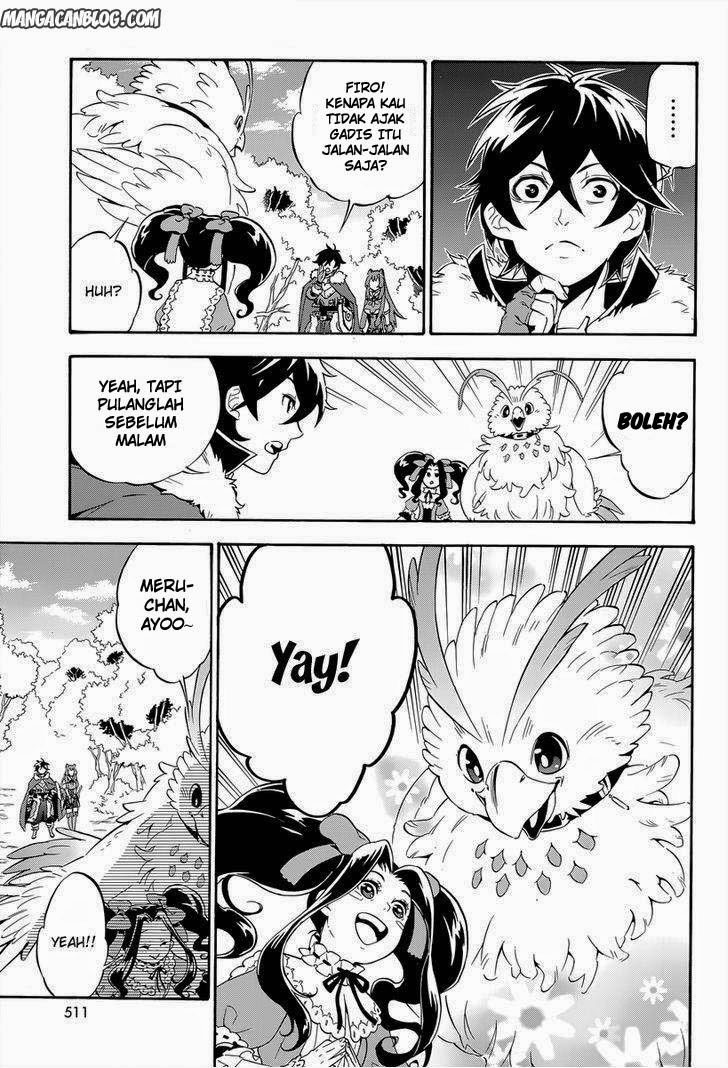 MANGACANBLOG.COM
.......
FIRO!
KENAPA KAU
TIDAK AJAK
GADIS ITU
JALAN-JALAN
SAJA?
HUH?
BOLEH?
YEAH, TAPI
PULANGLAH
SEBELUM
MALAM
Yay!
MERU-
CHAN,
AYOO~
YEAH!!
511